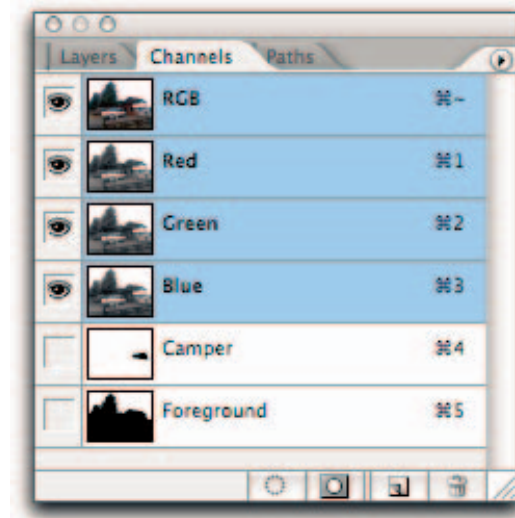 Layers Channels Paths
RGB ⌘~
Red ⌘1
Green ⌘2
Blue ⌘3
Camper ⌘4
Foreground ⌘5